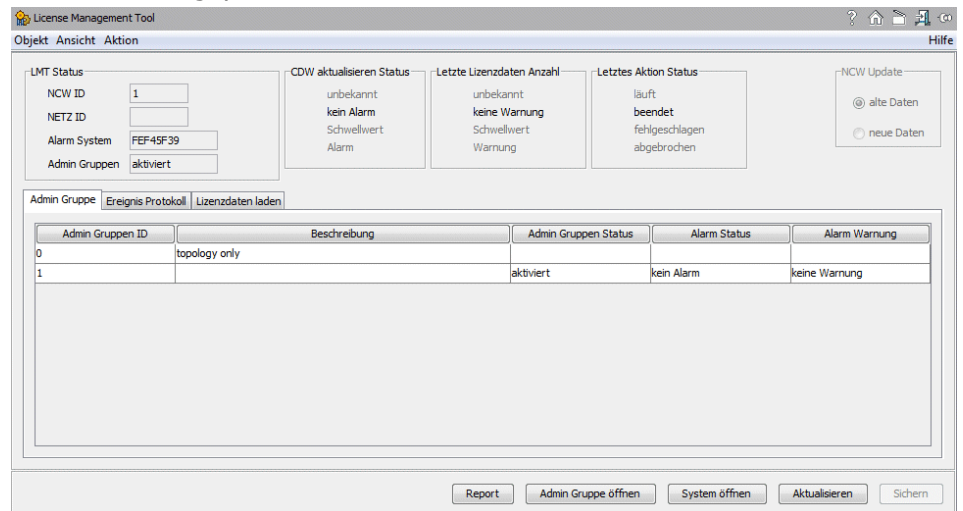 License Management Tool
Objekt Ansicht Aktion Hilfe
LMT Status CDW aktualisieren Status Letzte Lizenzdaten Anzahl Letztes Aktion Status NCW Update
NCW ID 1 unbekannt unbekannt läuft
alte Daten
NETZ ID kein Alarm keine Warnung beendet
Alarm System FEF45F39 Schwellwert Schwellwert fehlgeschlagen neue Daten
Admin Gruppen aktiviert Alarm Warnung abgebrochen
Admin Gruppe Ereignis Protokoll Lizenzdaten laden
Admin Gruppen ID Beschreibung Admin Gruppen Status Alarm Status Alarm Warnung
0 topology only
1 aktiviert kein Alarm keine Warnung
Report Admin Gruppe öffnen System öffnen Aktualisieren Sichern